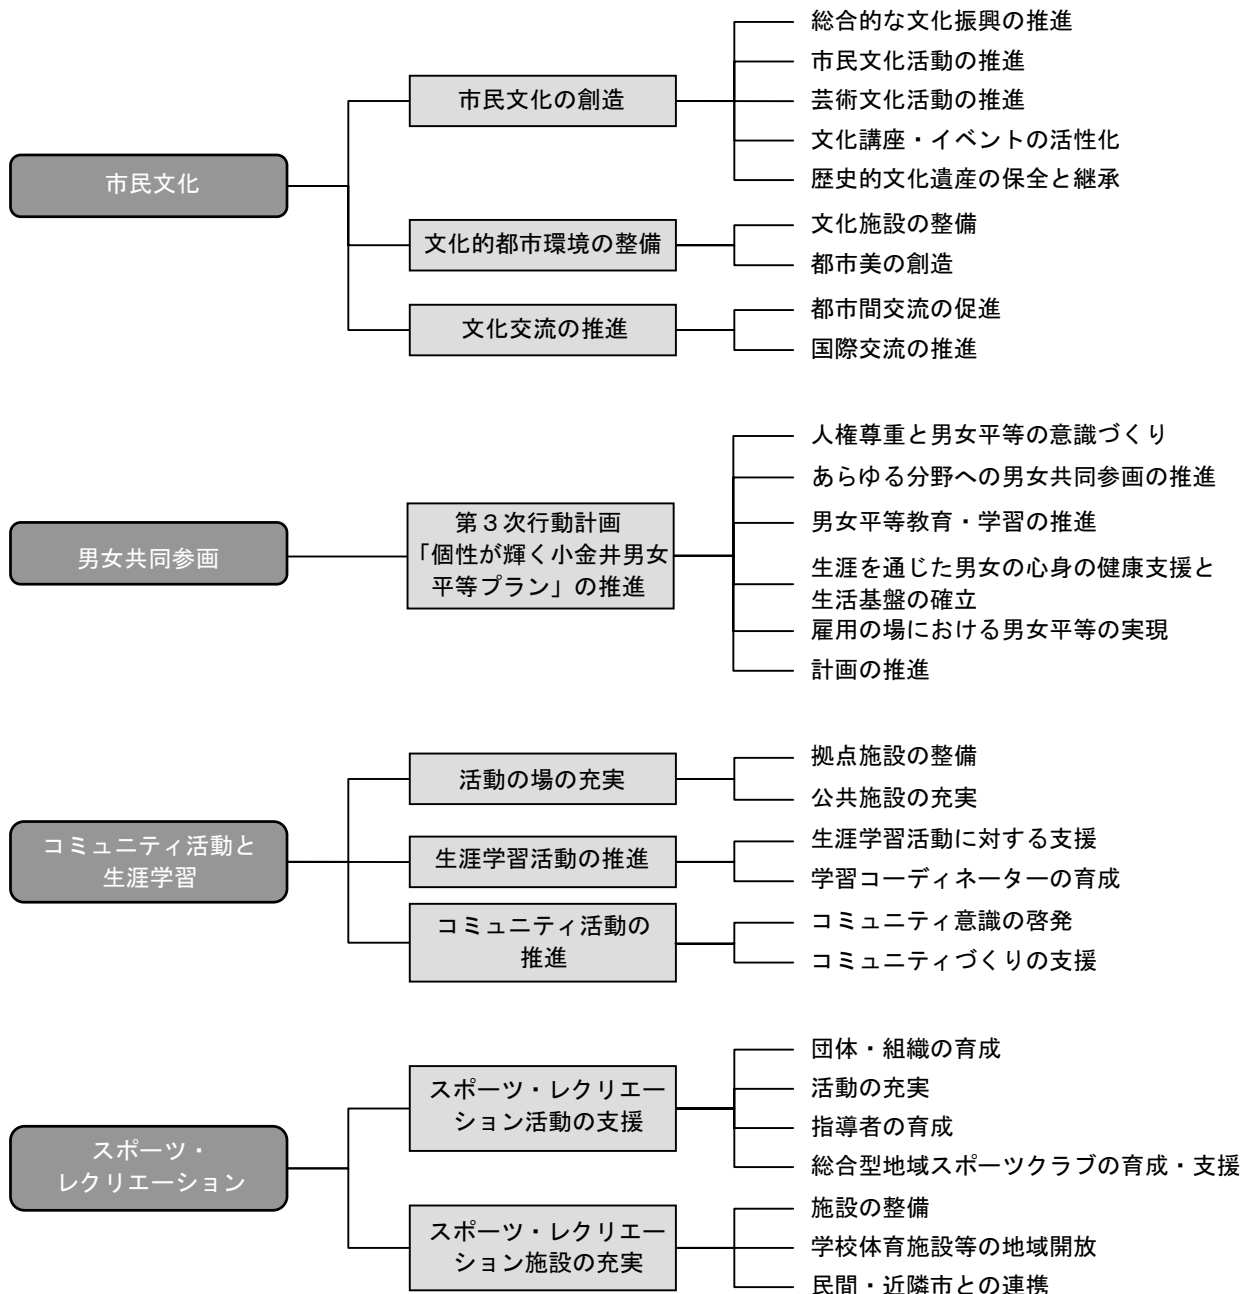 市民文化
市民文化の創造
総合的な文化振興の推進
市民文化活動の推進
芸術文化活動の推進
文化講座・イベントの活性化
歴史的文化遺産の保全と継承
文化的都市環境の整備
文化施設の整備
都市美の創造
文化交流の推進
都市間交流の促進
国際交流の推進
男女共同参画
第３次行動計画
「個性が輝く小金井男女
平等プラン」の推進
人権尊重と男女平等の意識づくり
あらゆる分野への男女共同参画の推進
男女平等教育・学習の推進
生涯を通じた男女の心身の健康支援と
生活基盤の確立
雇用の場における男女平等の実現
計画の推進
コミュニティ活動と
生涯学習
活動の場の充実
拠点施設の整備
公共施設の充実
生涯学習活動の推進
生涯学習活動に対する支援
学習コーディネーターの育成
コミュニティ活動の
推進
コミュニティ意識の啓発
コミュニティづくりの支援
スポーツ・
レクリエーション
スポーツ・レクリエー
ション活動の支援
団体・組織の育成
活動の充実
指導者の育成
総合型地域スポーツクラブの育成・支援
スポーツ・レクリエー
ション施設の充実
施設の整備
学校体育施設等の地域開放
民間・近隣市との連携